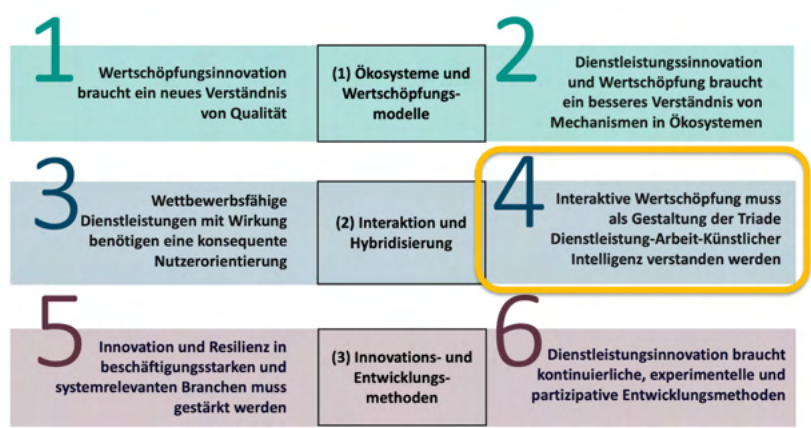 1
Wertschöpfungsinnovation
braucht ein neues Verständnis
von Qualität
(1) Ökosysteme und
Wertschöpfungs-
modelle
2
Dienstleistungssinnovation
und Wertschöpfung braucht
ein besseres Verständnis von
Mechanismen in Ökosystemen
3
Wettbewerbsfähige
Dienstleistungen mit Wirkung
benötigen eine konsequente
Nutzerorientierung
(2) Interaktion und
Hybridisierung
4
Interaktive Wertschöpfung muss
als Gestaltung der Triade
Dienstleistung-Arbeit-Künstlicher
Intelligenz verstanden werden
5
Innovation und Resilienz in
beschäftigungsstarken und
systemrelevanten Branchen muss
gestärkt werden
(3) Innovations- und
Entwicklungs-
methoden
6
Dienstleistungsinnovation braucht
kontinuierliche, experimentelle und
partizipative Entwicklungsmethoden